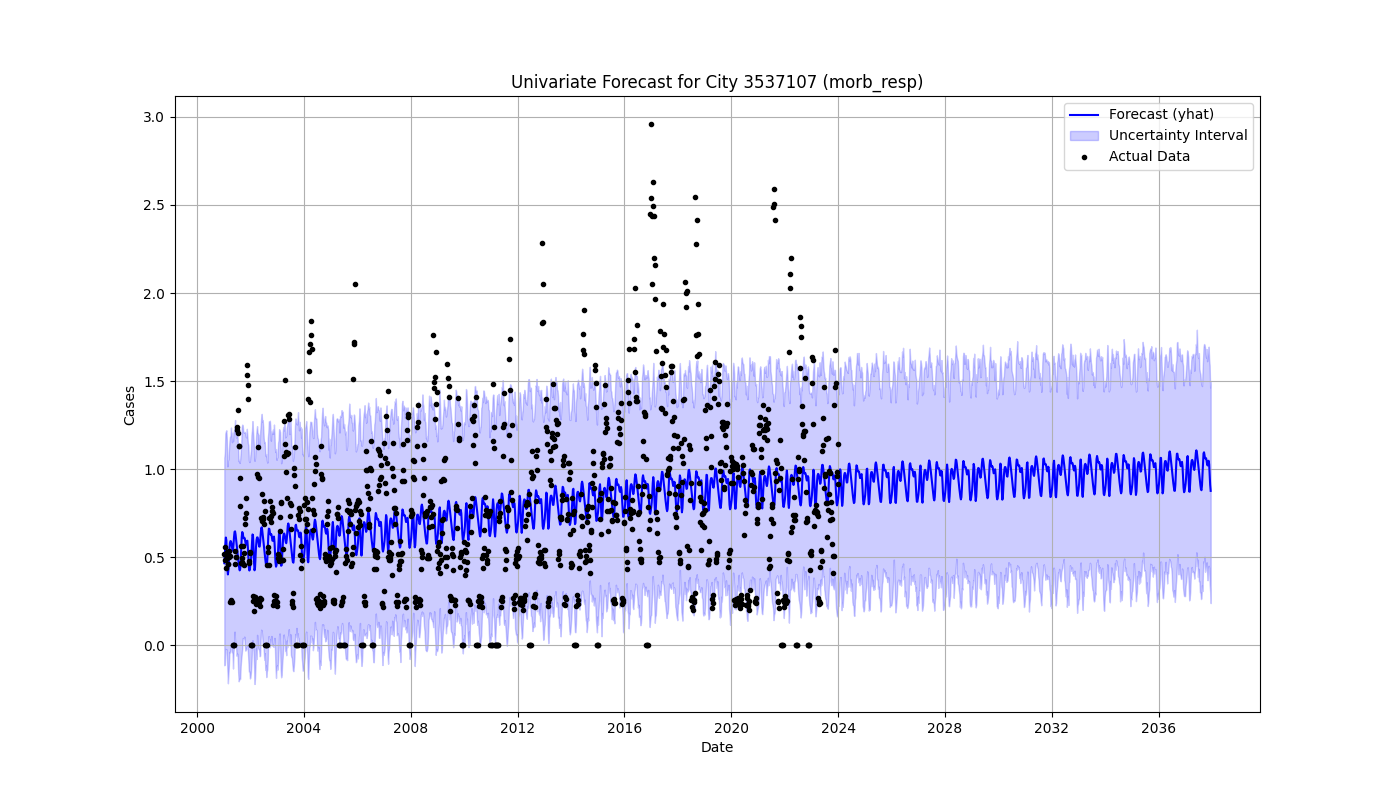 Univariate Forecast for City 3537107 (morb_resp)
Forecast (yhat)
Uncertainty Interval
Actual Data
Cases
3.0
2.5
2.0
1.5
1.0
0.5
0.0
2000 2004 2008 2012 2016 2020 2024 2028 2032 2036
Date